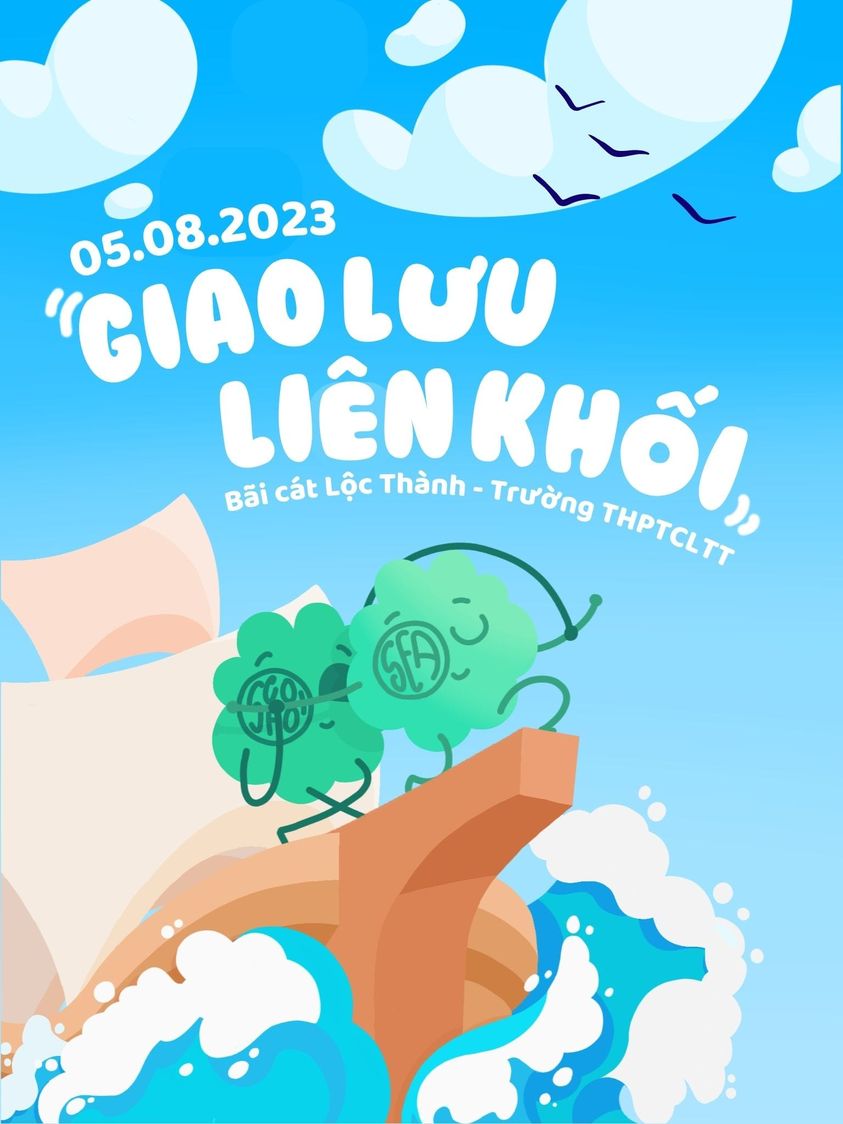 05.08.2023
"GIAO LƯU
LIÊN KHỐI"
Bãi cát Lộc Thành - Trường THPTCLTT
SEA